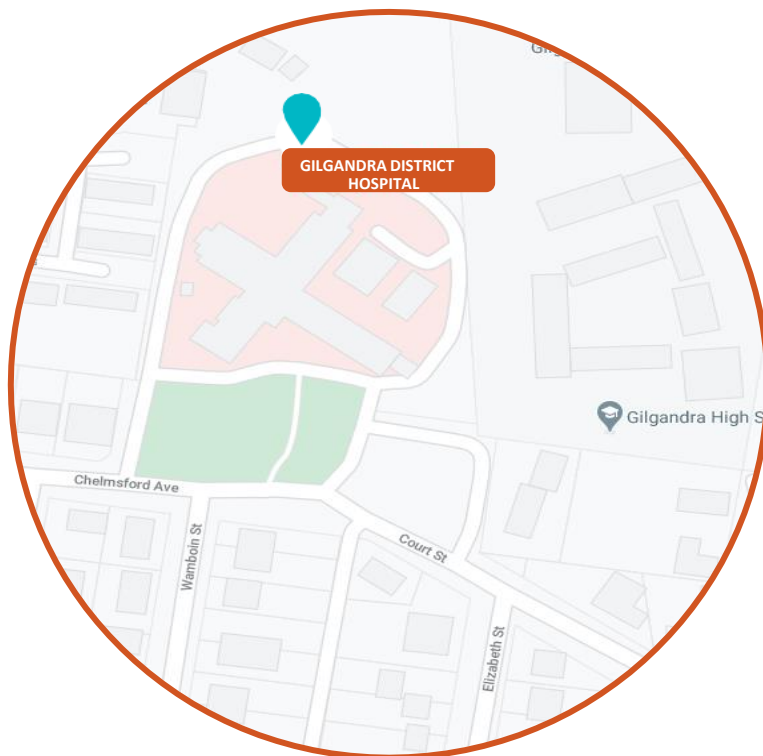 GILGANDRA DISTRICT
HOSPITAL
Gilgandra High S
Chelmsford Ave
Wamboin St
Court St
Elizabeth St